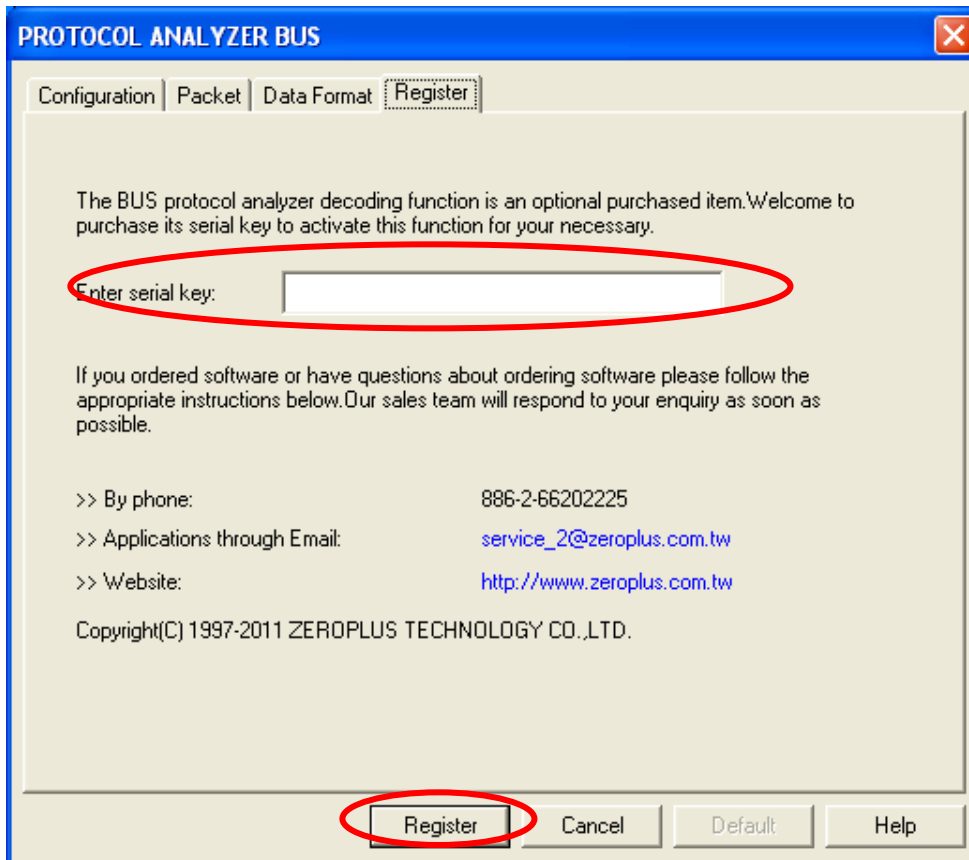 PROTOCOL ANALYZER BUS
Configuration Packet Data Format Register
The BUS protocol analyzer decoding function is an optional purchased item.Welcome to
purchase its serial key to activate this function for your necessary.
Enter serial key:
If you ordered software or have questions about ordering software please follow the
appropriate instructions below.Our sales team will respond to your enquiry as soon as
possible.
>> By phone: 886-2-66202225
>> Applications through Email: service_2@zeroplus.com.tw
>> Website: http://www.zeroplus.com.tw
Copyright(C) 1997-2011 ZEROPLUS TECHNOLOGY CO.,LTD.
Register Cancel Default Help